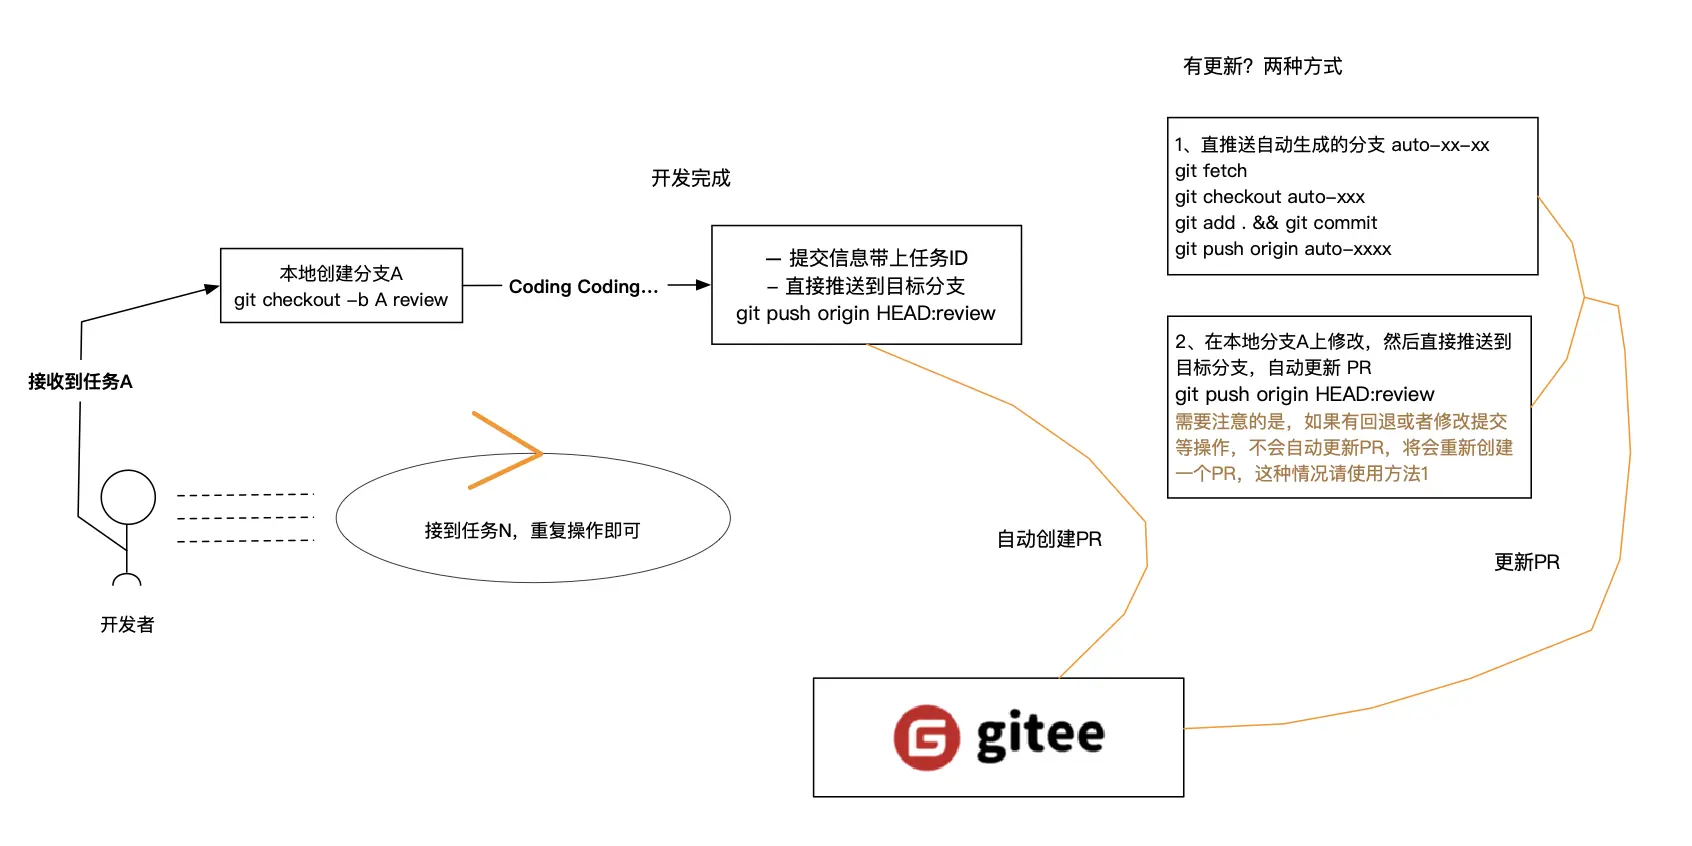 有更新？两种方式
1、直推送自动生成的分支 auto-xx-xx
git fetch
git checkout auto-xxx
git add . && git commit
git push origin auto-xxxx
开发完成
— 提交信息带上任务ID
- 直接推送到目标分支
git push origin HEAD:review
本地创建分支A
git checkout -b A review
Coding Coding...
接收到任务A
2、在本地分支A上修改，然后直接推送到
目标分支，自动更新 PR
git push origin HEAD:review
需要注意的是，如果有回退或者修改提交
等操作，不会自动更新PR，将会重新创建
一个PR，这种情况请使用方法1
接到任务N，重复操作即可
自动创建PR
更新PR
开发者
gitee